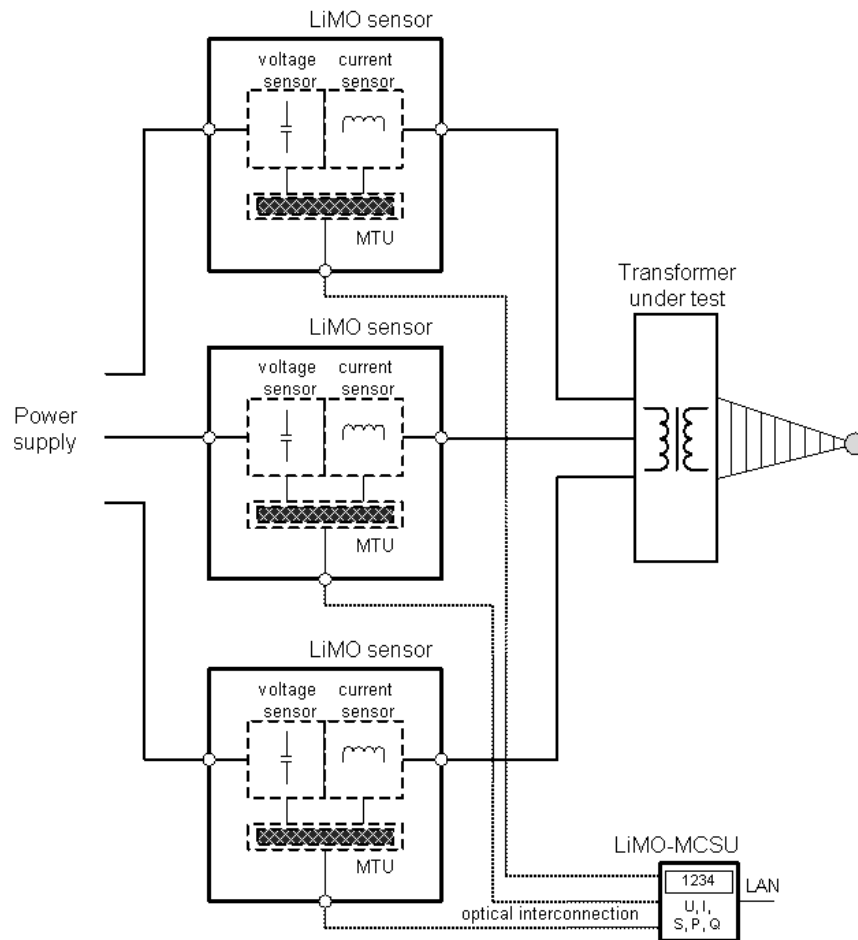 LiMO sensor
voltage sensor
current sensor
MTU
Transformer
under test
LiMO sensor
voltage sensor
current sensor
MTU
Power
supply
LiMO sensor
voltage sensor
current sensor
MTU
LiMO-MCSU
1234
U, I,
S, P, Q
LAN
optical interconnection